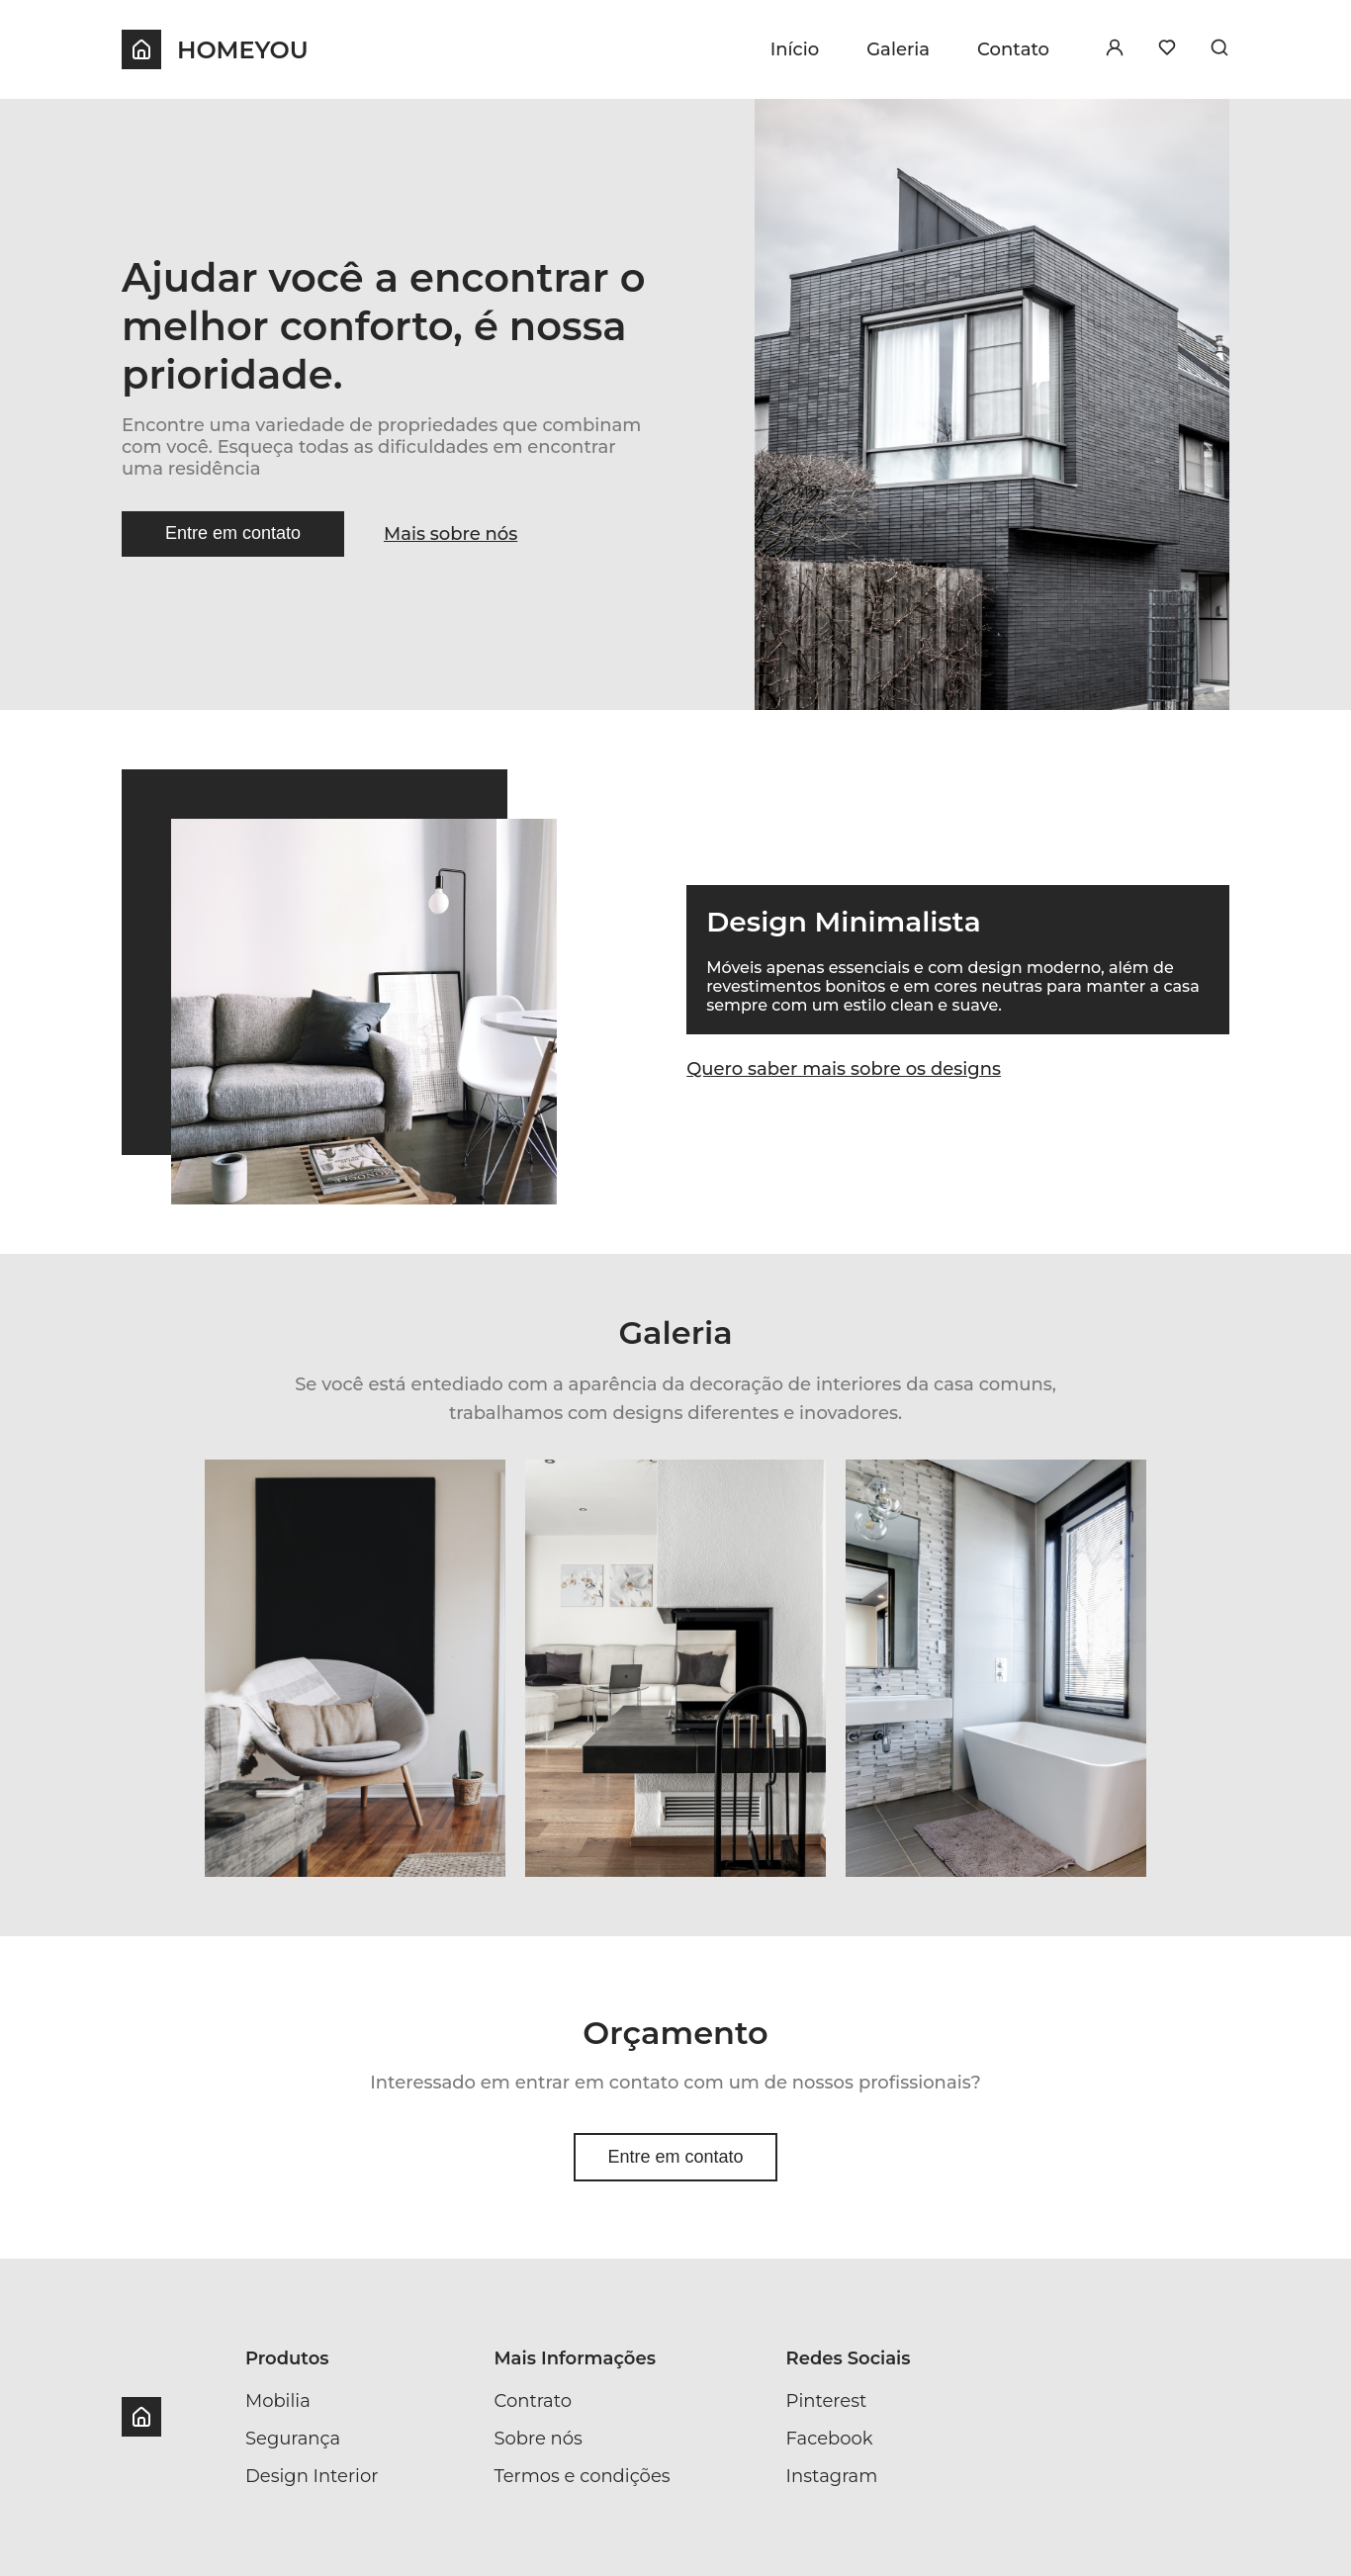 HOMEYOU
Início
Galeria
Contato
Ajudar você a encontrar o
melhor conforto, é nossa
prioridade.
Encontre uma variedade de propriedades que combinam
com você. Esqueça todas as dificuldades em encontrar
uma residência
Entre em contato
Mais sobre nós
Design Minimalista
Móveis apenas essenciais e com design moderno, além de
revestimentos bonitos e em cores neutras para manter a casa
sempre com um estilo clean e suave.
Quero saber mais sobre os designs
Galeria
Se você está entediado com a aparência da decoração de interiores da casa comuns,
trabalhamos com designs diferentes e inovadores.
Orçamento
Interessado em entrar em contato com um de nossos profissionais?
Entre em contato
Produtos
Mobilia
Segurança
Design Interior
Mais Informações
Contrato
Sobre nós
Termos e condições
Redes Sociais
Pinterest
Facebook
Instagram